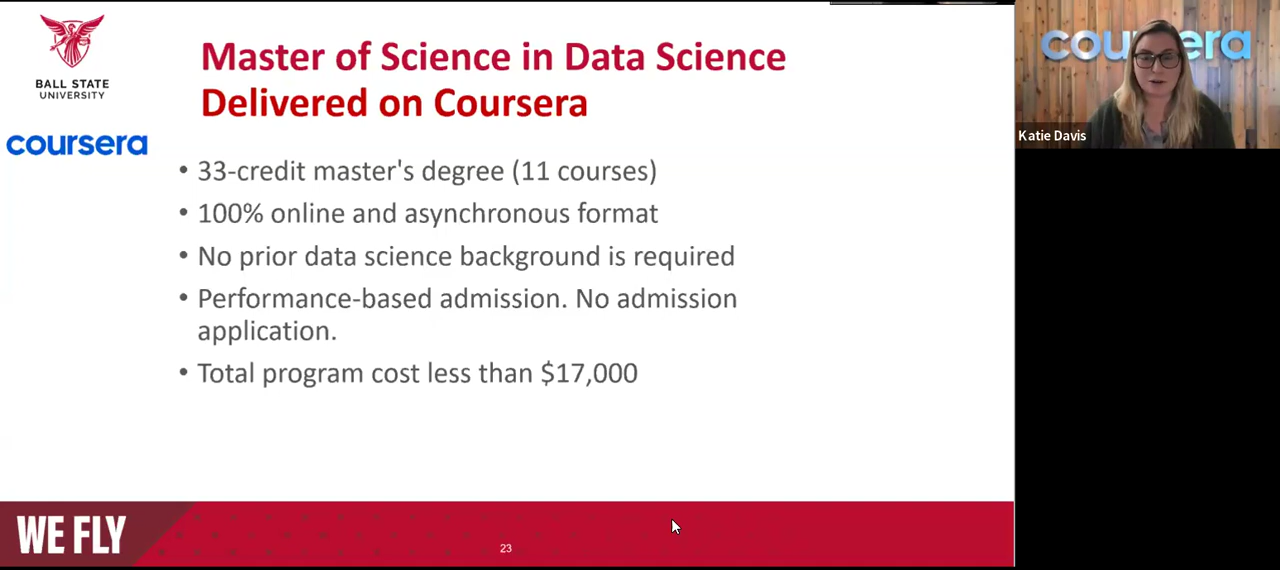 BALL STATE
UNIVERSITY
coursera
Master of Science in Data Science
Delivered on Coursera
• 33-credit master's degree (11 courses)
• 100% online and asynchronous format
• No prior data science background is required
• Performance-based admission. No admission
application.
• Total program cost less than $17,000
WE FLY
23
coursera
Katie Davis